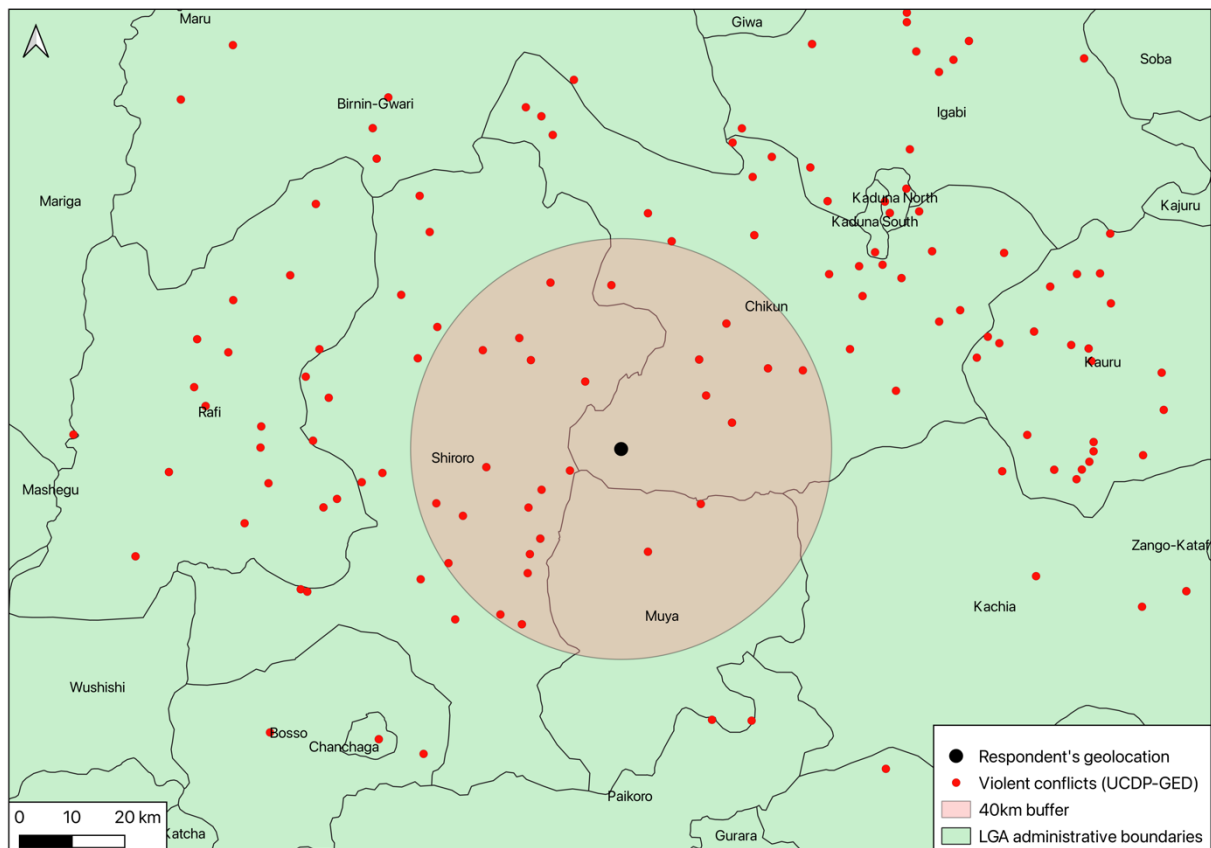 Maru
Giwa
Soba
Birnin-Gwari
Igabi
Mariga
Kaduna North
Kajuru
Kaduna South
Chikun
Kauru
Rafi
Shiroro
Mashegu
Zango-Kataf
Kachia
Muya
Wushishi
Bosso
Chanchaga
Paikoro
Katcha
Gurara
Respondent's geolocation
Violent conflicts (UCDP-GED)
40km buffer
LGA administrative boundaries
0 10 20 km